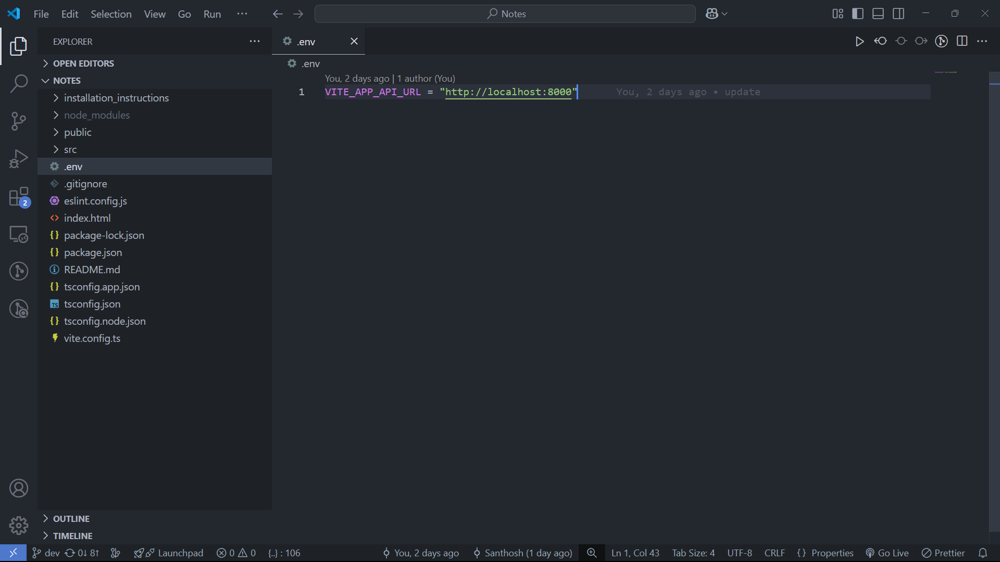 File Edit Selection View Go Run ··· Notes
EXPLORER ···
OPEN EDITORS
NOTES
installation_instructions
node_modules
public
src
.env
.gitignore
eslint.config.js
index.html
package-lock.json
package.json
README.md
tsconfig.app.json
TS tsconfig.json
tsconfig.node.json
vite.config.ts
2
OUTLINE
TIMELINE
.env
.env
You, 2 days ago | 1 author (You)
1 VITE_APP_API_URL = "http://localhost:8000" You, 2 days ago • update
dev 0↓ 8↑ Launchpad 0 0 {..} : 106 You, 2 days ago Santhosh (1 day ago) Ln 1, Col 43 Tab Size: 4 UTF-8 CRLF {} Properties Go Live Prettier